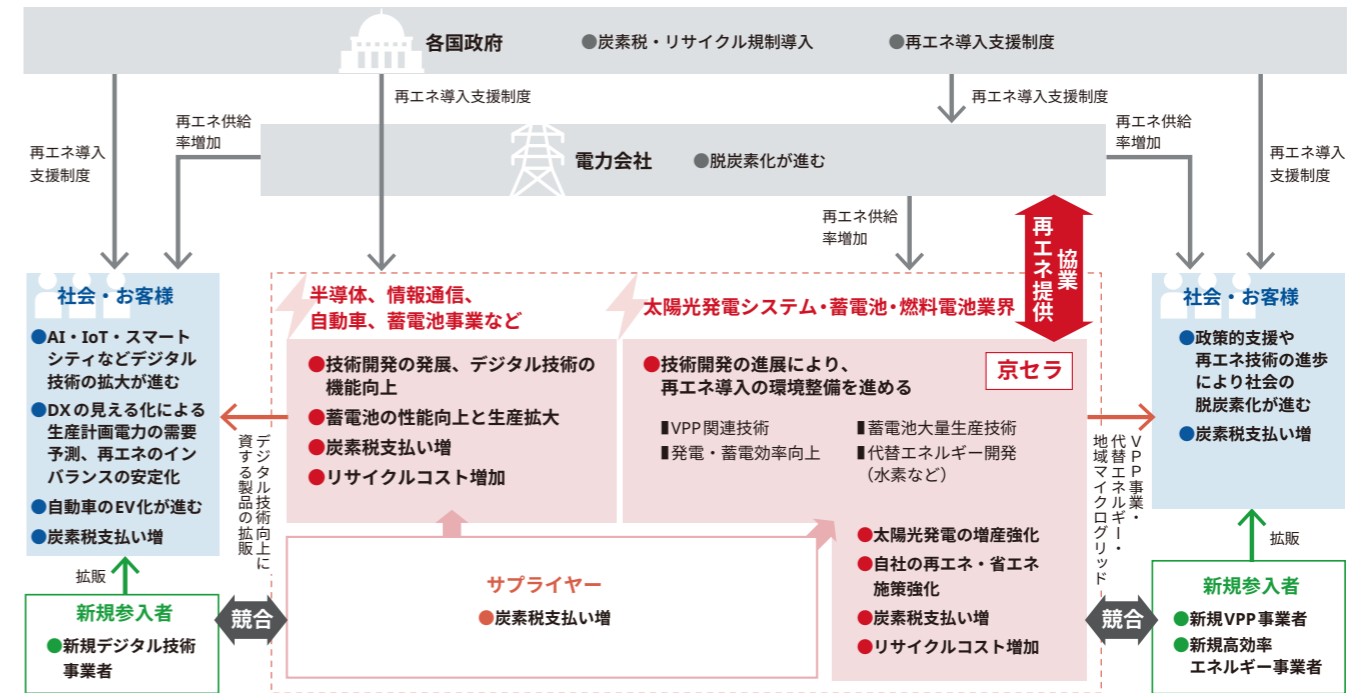 各国政府
●炭素税・リサイクル規制導入
●再エネ導入支援制度
再エネ導入支援制度
再エネ導入支援制度
再エネ供給
率増加
再エネ供給
率増加
再エネ導入
支援制度
再エネ導入
支援制度
電力会社
●脱炭素化が進む
再エネ供給
率増加
協業
再エネ提供
社会・お客様
●AI・IoT・スマート
シティなどデジタル
技術の拡大が進む
●DXの見える化による
生産計画電力の需要
予測、再エネのイン
バランスの安定化
●自動車のEV化が進む
●炭素税支払い増
拡販
新規参入者
●新規デジタル技術
事業者
競合
デジタル技術向上に
資する製品の拡販
半導体、情報通信、
自動車、蓄電池事業など
●技術開発の発展、デジタル技術の
機能向上
●蓄電池の性能向上と生産拡大
●炭素税支払い増
●リサイクルコスト増加
サプライヤー
●炭素税支払い増
太陽光発電システム・蓄電池・燃料電池業界
京セラ
●技術開発の進展により、
再エネ導入の環境整備を進める
▮VPP関連技術
▮発電・蓄電効率向上
▮蓄電池大量生産技術
▮代替エネルギー開発
（水素など）
●太陽光発電の増産強化
●自社の再エネ・省エネ
施策強化
●炭素税支払い増
●リサイクルコスト増加
VPP事業・
代替エネルギー・
地域マイクログリッド
競合
社会・お客様
●政策的支援や
再エネ技術の進歩
により社会の
脱炭素化が進む
●炭素税支払い増
拡販
新規参入者
●新規VPP事業者
●新規高効率
エネルギー事業者